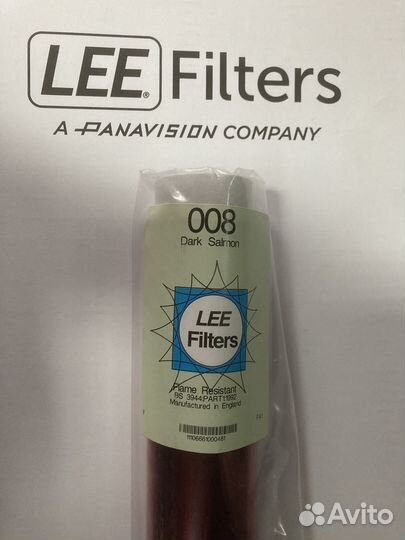 LEE® Filters
A PANAVISION COMPANY
008
Dark Salmon
LEE
Filters
Flame Resistant
BS 3944:PART1:1992
Manufactured in England
11106661000461
Avito